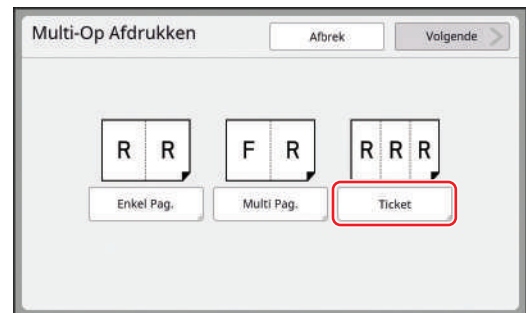 Multi-Op Afdrukken
Afbrek
Volgende
R R
F R
R R R
Enkel Pag.
Multi Pag.
Ticket